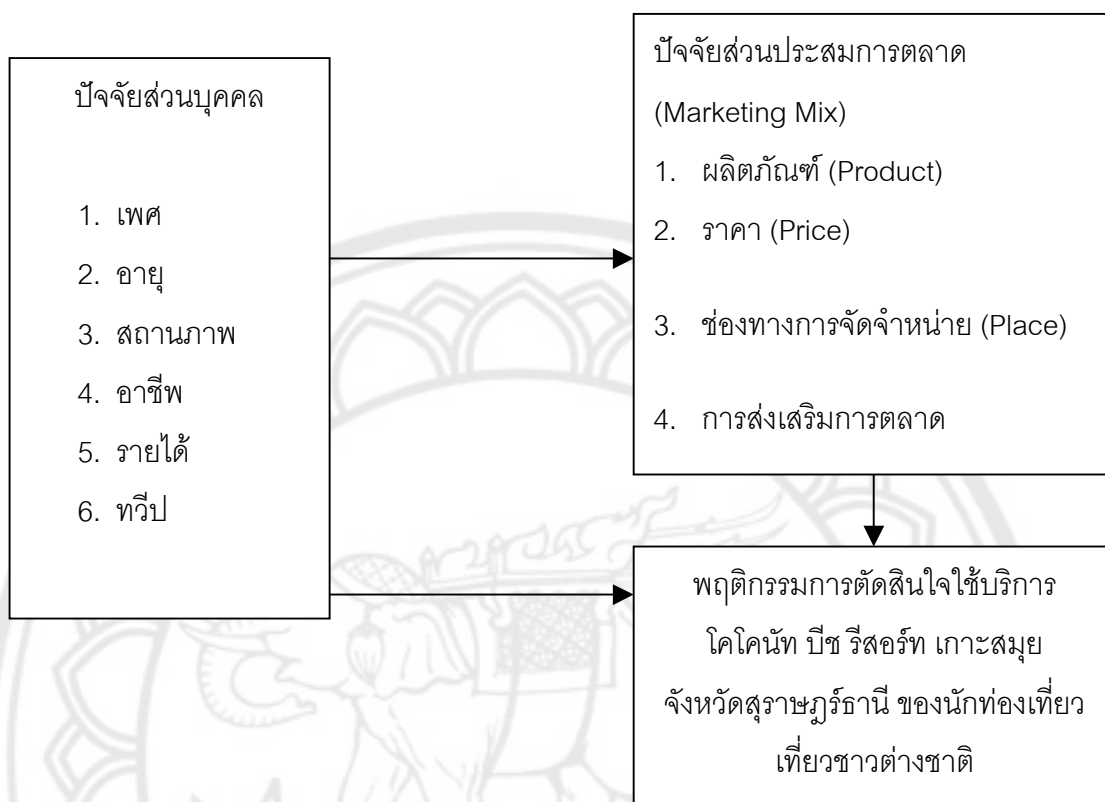 ปัจจัยส่วนบุคคล
1. เพศ
2. อายุ
3. สถานภาพ
4. อาชีพ
5. รายได้
6. ทวีป
ปัจจัยส่วนประสมการตลาด
(Marketing Mix)
1. ผลิตภัณฑ์ (Product)
2. ราคา (Price)
3. ช่องทางการจัดจำหน่าย (Place)
4. การส่งเสริมการตลาด
พฤติกรรมการตัดสินใจใช้บริการ
โคโคนัท บีช รีสอร์ท เกาะสมุย
จังหวัดสุราษฎร์ธานี ของนักท่องเที่ยว
เที่ยวชาวต่างชาติ